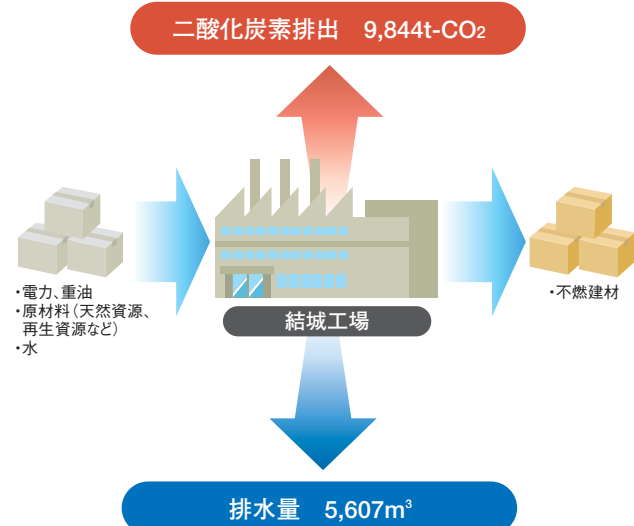 二酸化炭素排出 9,844t-CO2
・電力、重油
・原材料（天然資源、
再生資源など）
・水
・不燃建材
結城工場
排水量 5,607m³